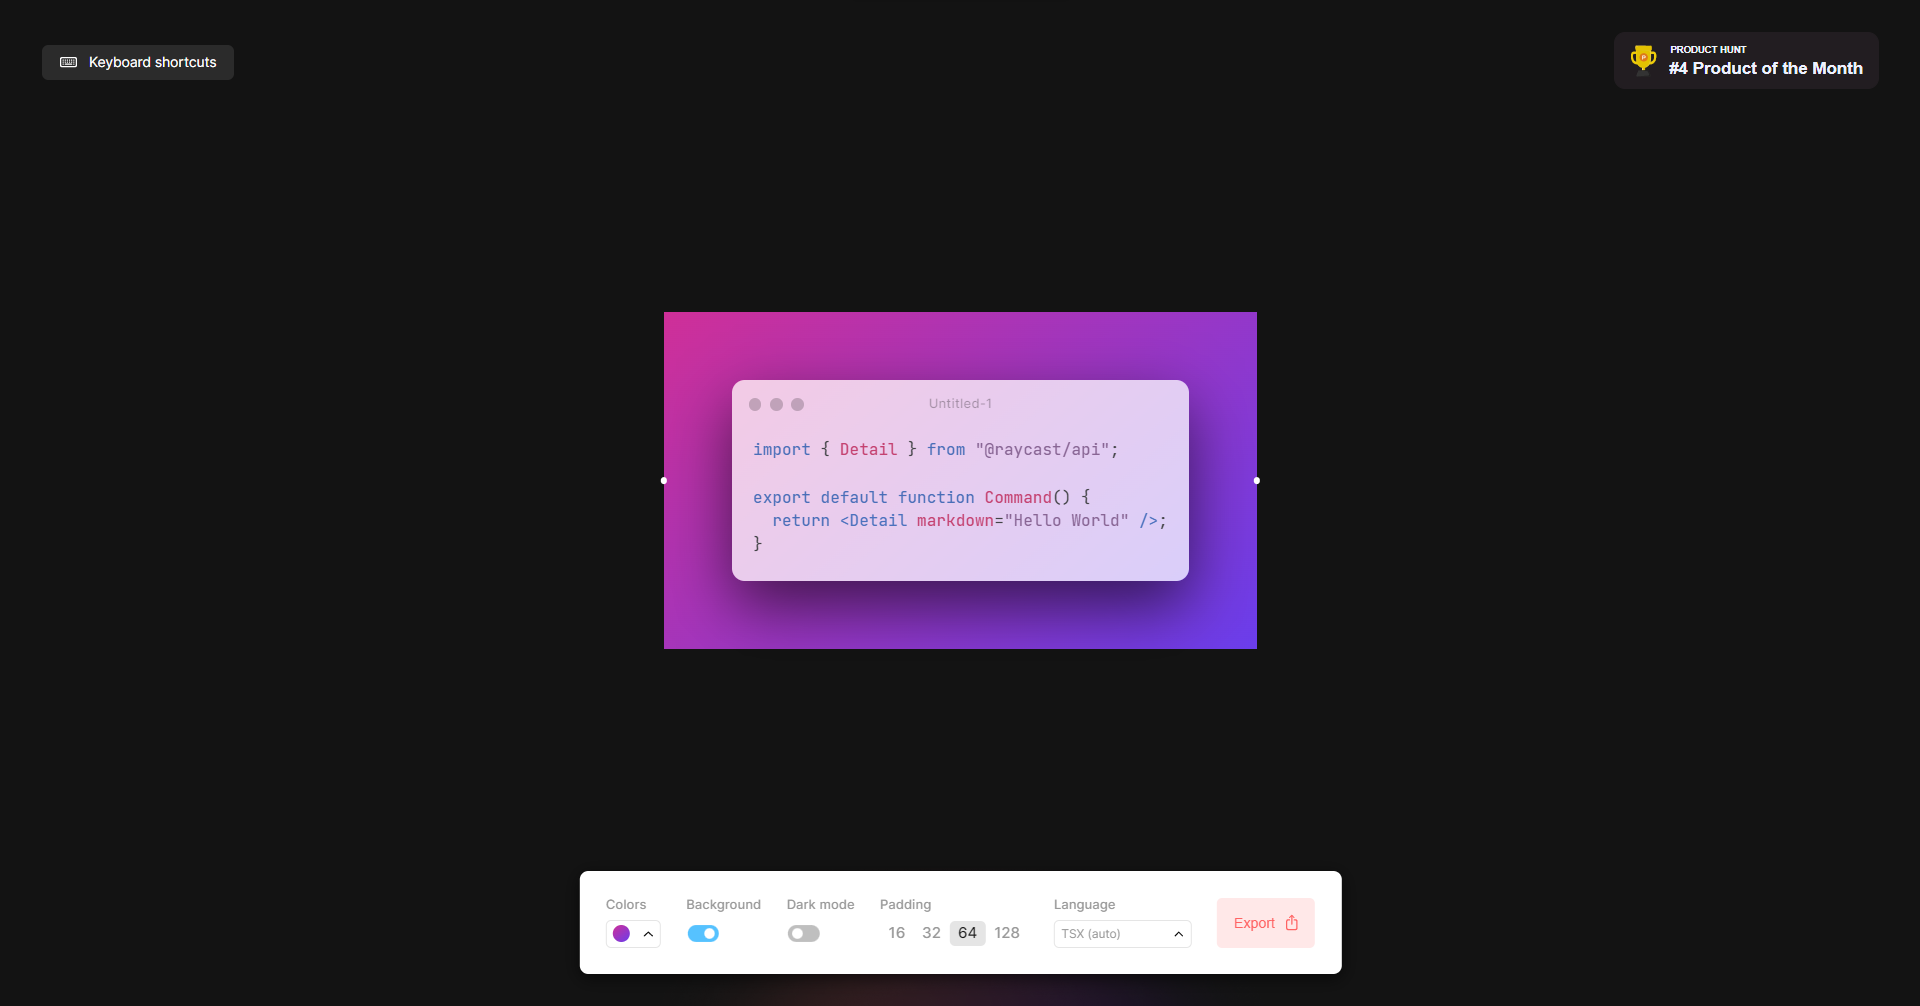 Keyboard shortcuts
PRODUCT HUNT
#4 Product of the Month
Untitled-1
import { Detail } from "@raycast/api";
export default function Command() {
  return <Detail markdown="Hello World" />;
}
Colors
Background
Dark mode
Padding
Language
16 32 64 128
TSX (auto)
Export